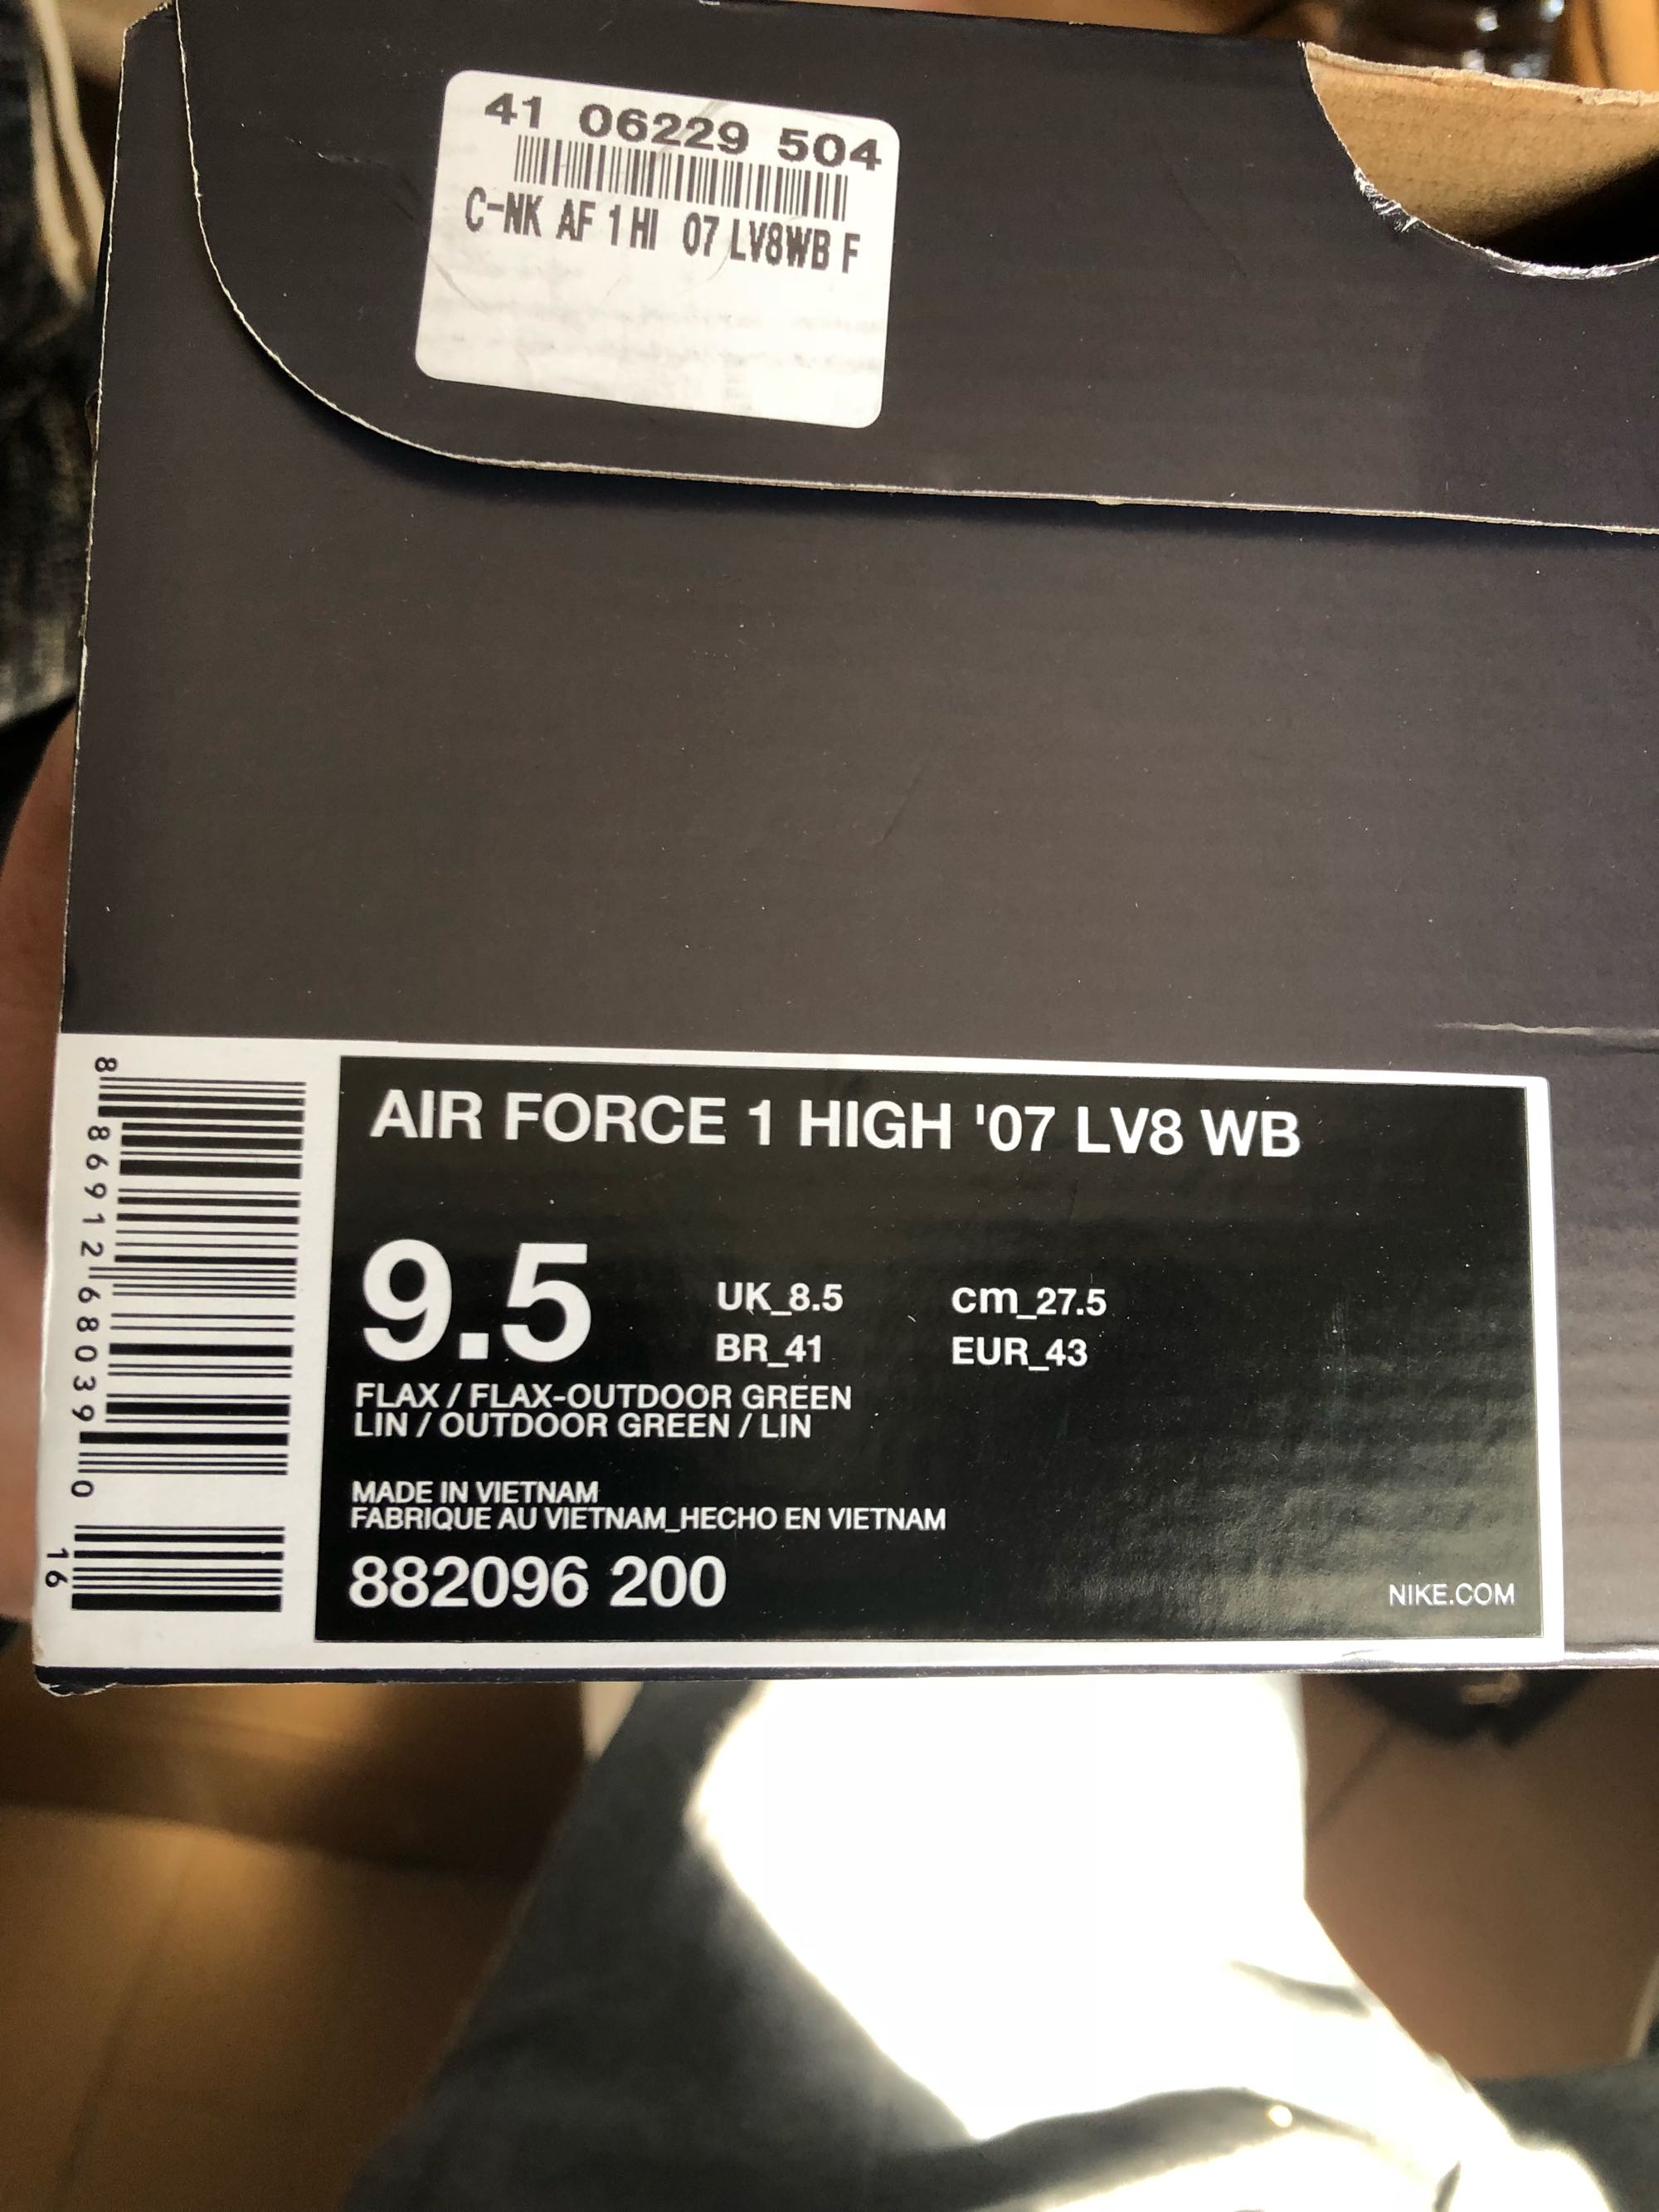 41 06229 504
C-NK AF 1 HI 07 LV8WB F
AIR FORCE 1 HIGH '07 LV8 WB
9.5
UK_8.5 cm_27.5
BR_41 EUR_43
FLAX / FLAX-OUTDOOR GREEN
LIN / OUTDOOR GREEN / LIN
MADE IN VIETNAM
FABRIQUE AU VIETNAM_HECHO EN VIETNAM
882096 200
NIKE.COM
8 86912 68039 0
16